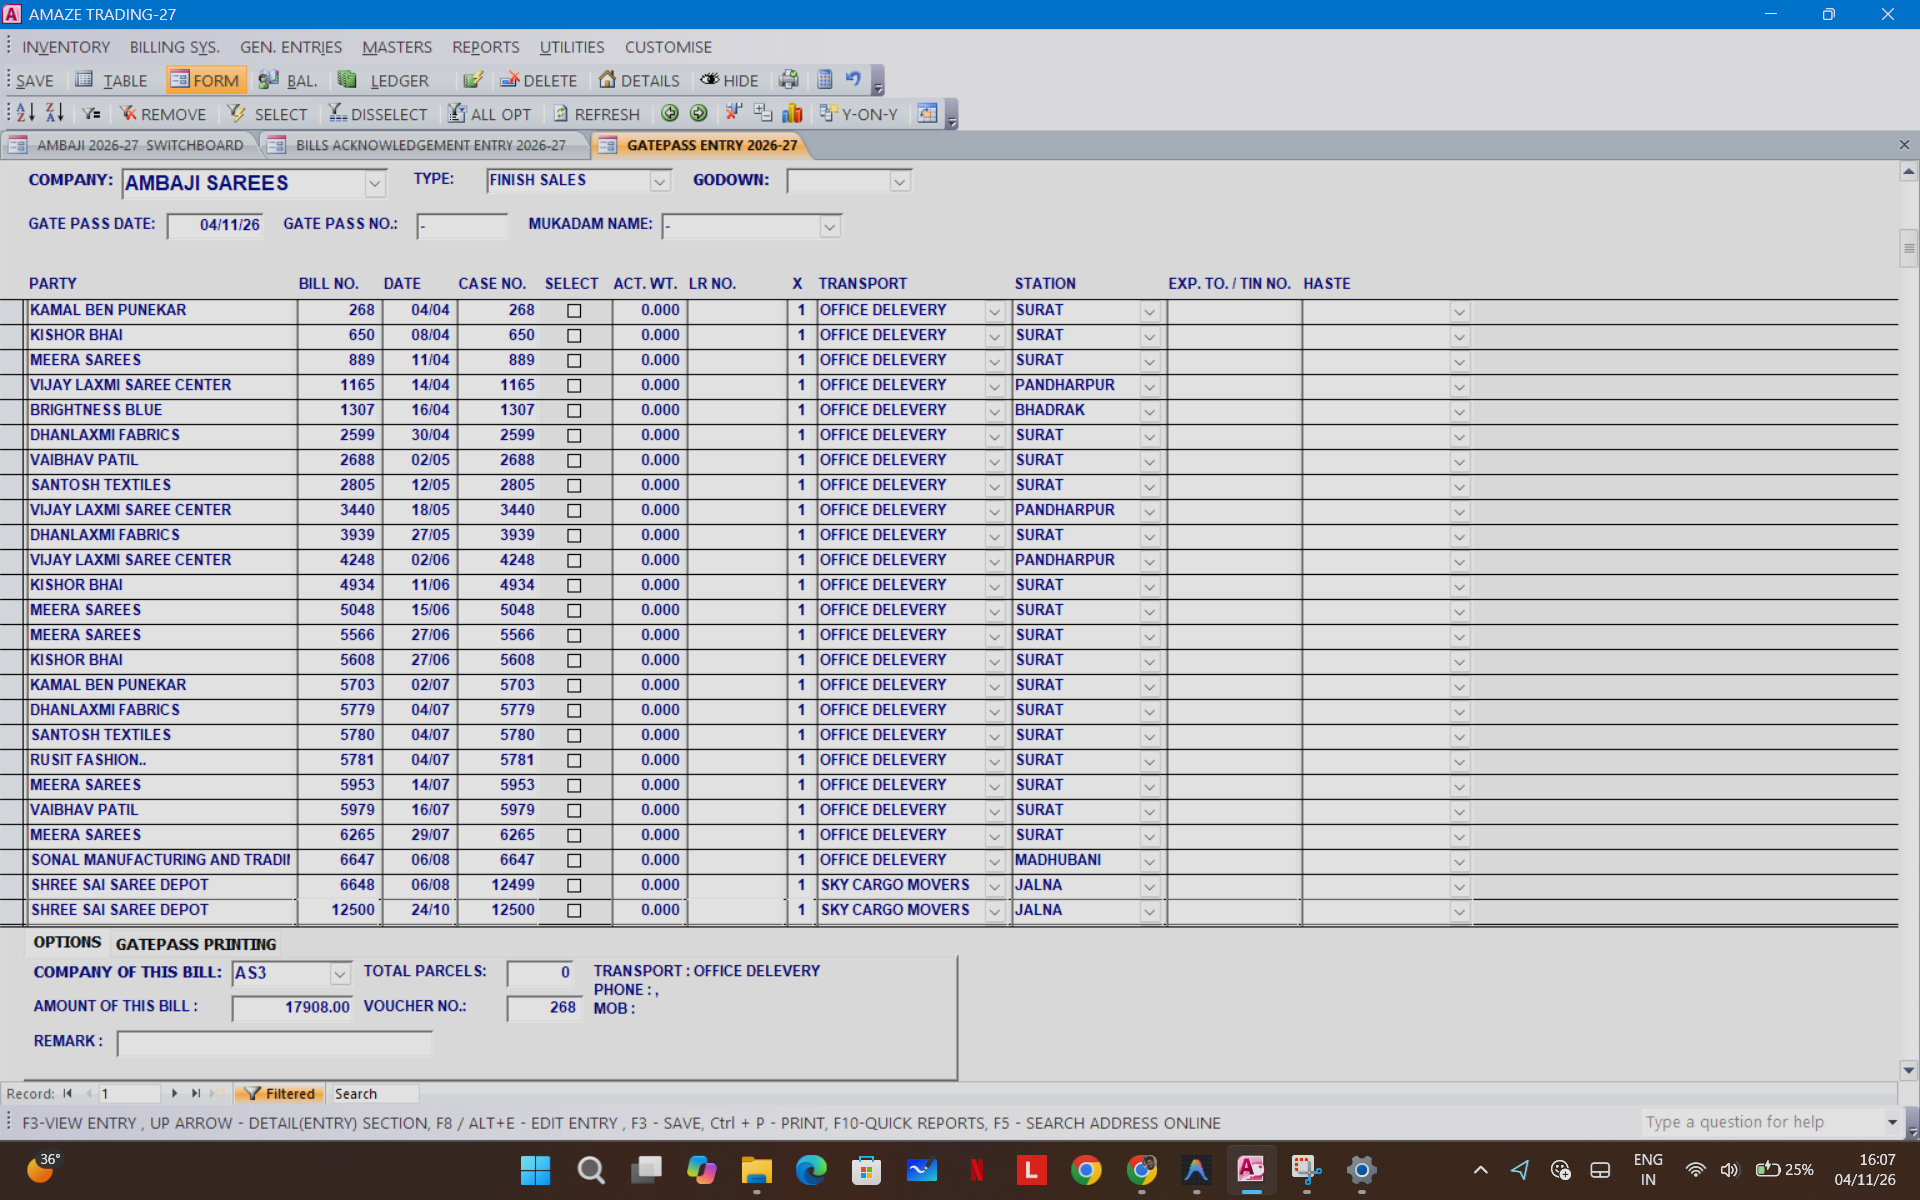 AMAZE TRADING-27
INVENTORY BILLING SYS. GEN. ENTRIES MASTERS REPORTS UTILITIES CUSTOMISE
SAVE TABLE FORM BAL. LEDGER DELETE DETAILS HIDE
REMOVE SELECT DISSELECT ALL OPT REFRESH Y-ON-Y
AMBAJI 2026-27 SWITCHBOARD BILLS ACKNOWLEDGEMENT ENTRY 2026-27 GATEPASS ENTRY 2026-27
COMPANY: AMBAJI SAREES TYPE: FINISH SALES GODOWN:
GATE PASS DATE: 04/11/26 GATE PASS NO.: - MUKADAM NAME: -
PARTY BILL NO. DATE CASE NO. SELECT ACT. WT. LR NO. X TRANSPORT STATION EXP. TO. / TIN NO. HASTE
KAMAL BEN PUNEKAR 268 04/04 268 0.000 1 OFFICE DELEVERY SURAT
KISHOR BHAI 650 08/04 650 0.000 1 OFFICE DELEVERY SURAT
MEERA SAREES 889 11/04 889 0.000 1 OFFICE DELEVERY SURAT
VIJAY LAXMI SAREE CENTER 1165 14/04 1165 0.000 1 OFFICE DELEVERY PANDHARPUR
BRIGHTNESS BLUE 1307 16/04 1307 0.000 1 OFFICE DELEVERY BHADRAK
DHANLAXMI FABRICS 2599 30/04 2599 0.000 1 OFFICE DELEVERY SURAT
VAIBHAV PATIL 2688 02/05 2688 0.000 1 OFFICE DELEVERY SURAT
SANTOSH TEXTILES 2805 12/05 2805 0.000 1 OFFICE DELEVERY SURAT
VIJAY LAXMI SAREE CENTER 3440 18/05 3440 0.000 1 OFFICE DELEVERY PANDHARPUR
DHANLAXMI FABRICS 3939 27/05 3939 0.000 1 OFFICE DELEVERY SURAT
VIJAY LAXMI SAREE CENTER 4248 02/06 4248 0.000 1 OFFICE DELEVERY PANDHARPUR
KISHOR BHAI 4934 11/06 4934 0.000 1 OFFICE DELEVERY SURAT
MEERA SAREES 5048 15/06 5048 0.000 1 OFFICE DELEVERY SURAT
MEERA SAREES 5566 27/06 5566 0.000 1 OFFICE DELEVERY SURAT
KISHOR BHAI 5608 27/06 5608 0.000 1 OFFICE DELEVERY SURAT
KAMAL BEN PUNEKAR 5703 02/07 5703 0.000 1 OFFICE DELEVERY SURAT
DHANLAXMI FABRICS 5779 04/07 5779 0.000 1 OFFICE DELEVERY SURAT
SANTOSH TEXTILES 5780 04/07 5780 0.000 1 OFFICE DELEVERY SURAT
RUSIT FASHION.. 5781 04/07 5781 0.000 1 OFFICE DELEVERY SURAT
MEERA SAREES 5953 14/07 5953 0.000 1 OFFICE DELEVERY SURAT
VAIBHAV PATIL 5979 16/07 5979 0.000 1 OFFICE DELEVERY SURAT
MEERA SAREES 6265 29/07 6265 0.000 1 OFFICE DELEVERY SURAT
SONAL MANUFACTURING AND TRADI 6647 06/08 6647 0.000 1 OFFICE DELEVERY MADHUBANI
SHREE SAI SAREE DEPOT 6648 06/08 12499 0.000 1 SKY CARGO MOVERS JALNA
SHREE SAI SAREE DEPOT 12500 24/10 12500 0.000 1 SKY CARGO MOVERS JALNA
OPTIONS GATEPASS PRINTING
COMPANY OF THIS BILL: AS3 TOTAL PARCELS: 0 TRANSPORT : OFFICE DELEVERY
PHONE : ,
AMOUNT OF THIS BILL : 17908.00 VOUCHER NO.: 268 MOB :
REMARK :
Record: 1 Filtered Search
F3-VIEW ENTRY , UP ARROW - DETAIL(ENTRY) SECTION, F8 / ALT+E - EDIT ENTRY , F3 - SAVE, Ctrl + P - PRINT, F10-QUICK REPORTS, F5 - SEARCH ADDRESS ONLINE Type a question for help
36° ENG IN 25% 16:07 04/11/26